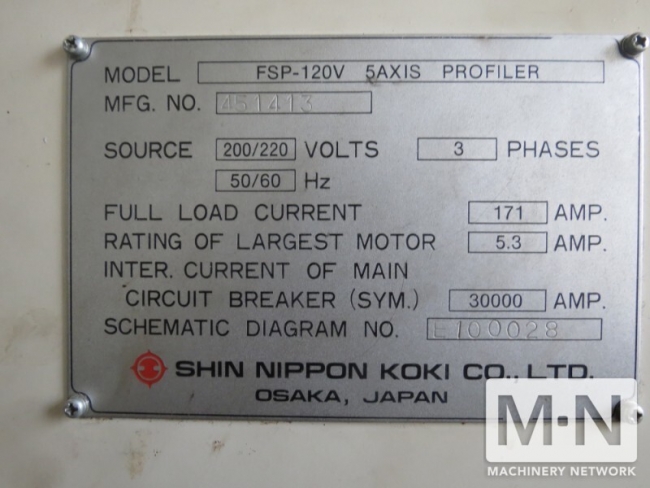 MODEL FSP-120V 5AXIS PROFILER
MFG. NO. 451413
SOURCE 200/220 VOLTS 3 PHASES
50/60 Hz
FULL LOAD CURRENT 171 AMP.
RATING OF LARGEST MOTOR 5.3 AMP.
INTER. CURRENT OF MAIN
CIRCUIT BREAKER (SYM.) 30000 AMP.
SCHEMATIC DIAGRAM NO. E100028
SHIN NIPPON KOKI CO., LTD.
OSAKA, JAPAN
M·N
MACHINERY NETWORK